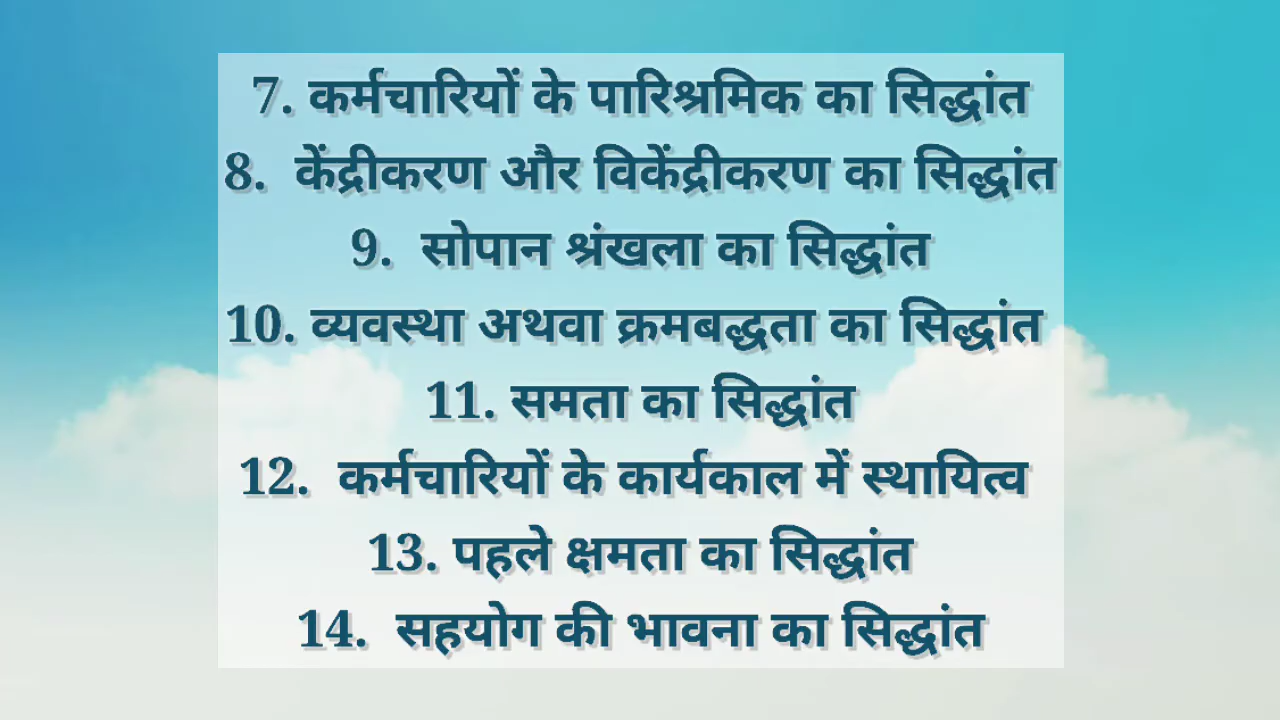 7. कर्मचारियों के पारिश्रमिक का सिद्धांत
8. केंद्रीकरण और विकेंद्रीकरण का सिद्धांत
9. सोपान श्रंखला का सिद्धांत
10. व्यवस्था अथवा क्रमबद्धता का सिद्धांत
11. समता का सिद्धांत
12. कर्मचारियों के कार्यकाल में स्थायित्व
13. पहले क्षमता का सिद्धांत
14. सहयोग की भावना का सिद्धांत